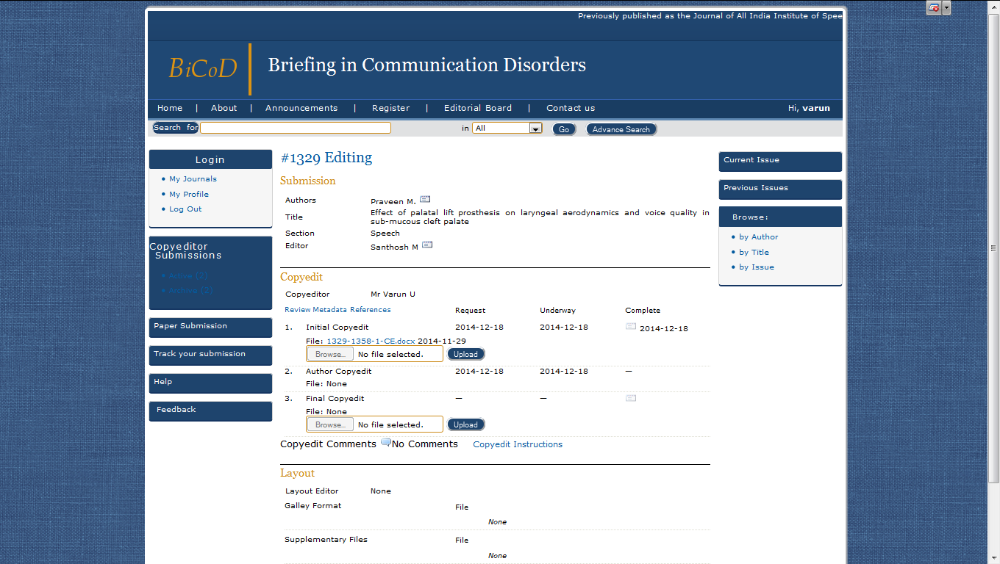 Previously published as the Journal of All India Institute of Spee
BiCoD
Briefing in Communication Disorders
Home | About | Announcements | Register | Editorial Board | Contact us Hi, varun
Search for in All Go Advance Search
Login
My Journals
My Profile
Log Out
Copyeditor
Submissions
Active (2)
Archive (2)
Paper Submission
Track your submission
Help
Feedback
#1329 Editing
Submission
Authors Praveen M.
Title Effect of palatal lift prosthesis on laryngeal aerodynamics and voice quality in
sub-mucous cleft palate
Section Speech
Editor Santhosh M
Copyedit
Copyeditor Mr Varun U
Review Metadata References Request Underway Complete
1. Initial Copyedit 2014-12-18 2014-12-18 2014-12-18
File: 1329-1358-1-CE.docx 2014-11-29
Browse... No file selected. Upload
2. Author Copyedit 2014-12-18 2014-12-18 —
File: None
3. Final Copyedit — —
File: None
Browse... No file selected. Upload
Copyedit Comments No Comments Copyedit Instructions
Layout
Layout Editor None
Galley Format File
None
Supplementary Files File
None
Current Issue
Previous Issues
Browse:
by Author
by Title
by Issue